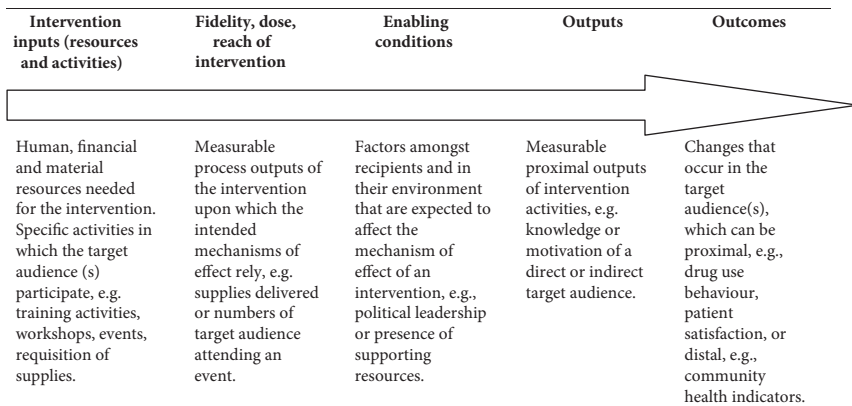 Intervention
inputs (resources
and activities)
Fidelity, dose,
reach of
intervention
Enabling
conditions
Outputs
Outcomes
Human, financial
and material
resources needed
for the intervention.
Specific activities in
which the target
audience (s)
participate, e.g.
training activities,
workshops, events,
requisition of
supplies.
Measurable
process outputs of
the intervention
upon which the
intended
mechanisms of
effect rely, e.g.
supplies delivered
or numbers of
target audience
attending an
event.
Factors amongst
recipients and in
their environment
that are expected to
affect the
mechanism of
effect of an
intervention, e.g.,
political leadership
or presence of
supporting
resources.
Measurable
proximal outputs
of intervention
activities, e.g.
knowledge or
motivation of a
direct or indirect
target audience.
Changes that
occur in the
target
audience(s),
which can be
proximal, e.g.,
drug use
behaviour,
patient
satisfaction, or
distal, e.g.,
community
health indicators.